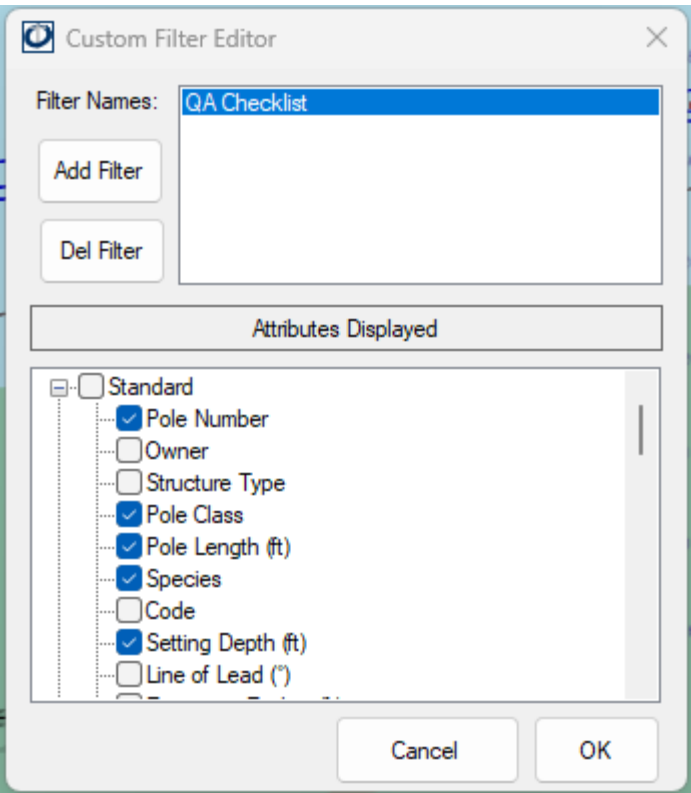 Custom Filter Editor
Filter Names:
QA Checklist
Add Filter
Del Filter
Attributes Displayed
Standard
Pole Number
Owner
Structure Type
Pole Class
Pole Length (ft)
Species
Code
Setting Depth (ft)
Line of Lead (°)
Cancel
OK